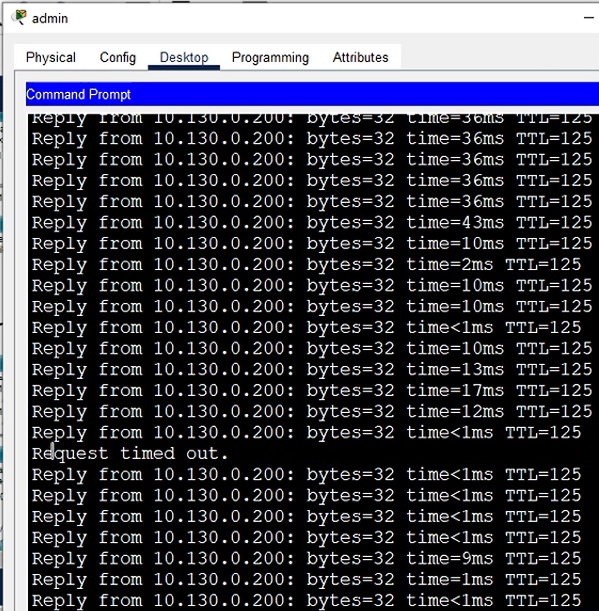 admin
Physical Config Desktop Programming Attributes
Command Prompt
Reply from 10.130.0.200: bytes=32 time=36ms TTL=125
Reply from 10.130.0.200: bytes=32 time=36ms TTL=125
Reply from 10.130.0.200: bytes=32 time=36ms TTL=125
Reply from 10.130.0.200: bytes=32 time=36ms TTL=125
Reply from 10.130.0.200: bytes=32 time=36ms TTL=125
Reply from 10.130.0.200: bytes=32 time=43ms TTL=125
Reply from 10.130.0.200: bytes=32 time=10ms TTL=125
Reply from 10.130.0.200: bytes=32 time=2ms TTL=125
Reply from 10.130.0.200: bytes=32 time=10ms TTL=125
Reply from 10.130.0.200: bytes=32 time=10ms TTL=125
Reply from 10.130.0.200: bytes=32 time<1ms TTL=125
Reply from 10.130.0.200: bytes=32 time=10ms TTL=125
Reply from 10.130.0.200: bytes=32 time=13ms TTL=125
Reply from 10.130.0.200: bytes=32 time=17ms TTL=125
Reply from 10.130.0.200: bytes=32 time=12ms TTL=125
Reply from 10.130.0.200: bytes=32 time<1ms TTL=125
Request timed out.
Reply from 10.130.0.200: bytes=32 time<1ms TTL=125
Reply from 10.130.0.200: bytes=32 time<1ms TTL=125
Reply from 10.130.0.200: bytes=32 time<1ms TTL=125
Reply from 10.130.0.200: bytes=32 time<1ms TTL=125
Reply from 10.130.0.200: bytes=32 time=9ms TTL=125
Reply from 10.130.0.200: bytes=32 time=1ms TTL=125
Reply from 10.130.0.200: bytes=32 time<1ms TTL=125